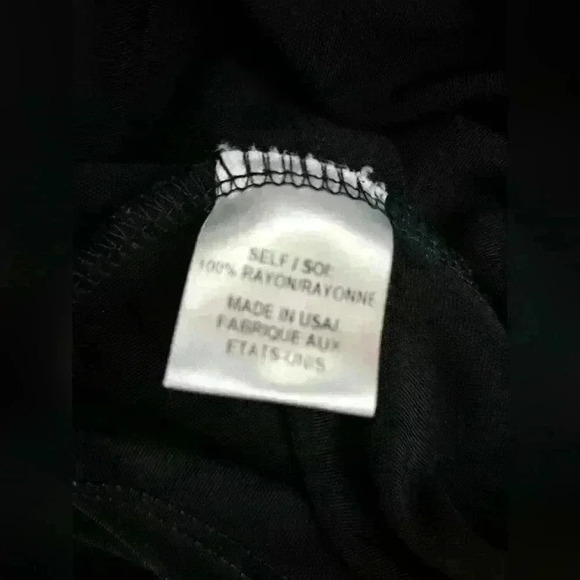 SELF / SOI
100% RAYON/RAYONNE
MADE IN USA/
FABRIQUE AUX
ETATS-UNIS